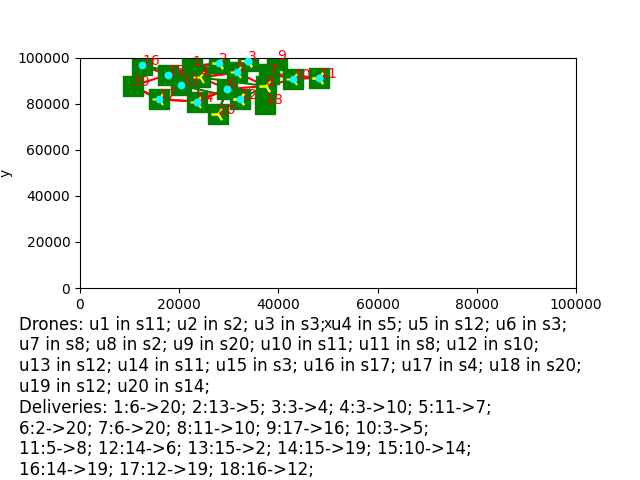 100000
80000
60000
40000
20000
0
y
0 20000 40000 60000 80000 100000
x
Drones: u1 in s11; u2 in s2; u3 in s3; u4 in s5; u5 in s12; u6 in s3;
u7 in s8; u8 in s2; u9 in s20; u10 in s11; u11 in s8; u12 in s10;
u13 in s12; u14 in s11; u15 in s3; u16 in s17; u17 in s4; u18 in s20;
u19 in s12; u20 in s14;
Deliveries: 1:6->20; 2:13->5; 3:3->4; 4:3->10; 5:11->7;
6:2->20; 7:6->20; 8:11->10; 9:17->16; 10:3->5;
11:5->8; 12:14->6; 13:15->2; 14:15->19; 15:10->14;
16:14->19; 17:12->19; 18:16->12;